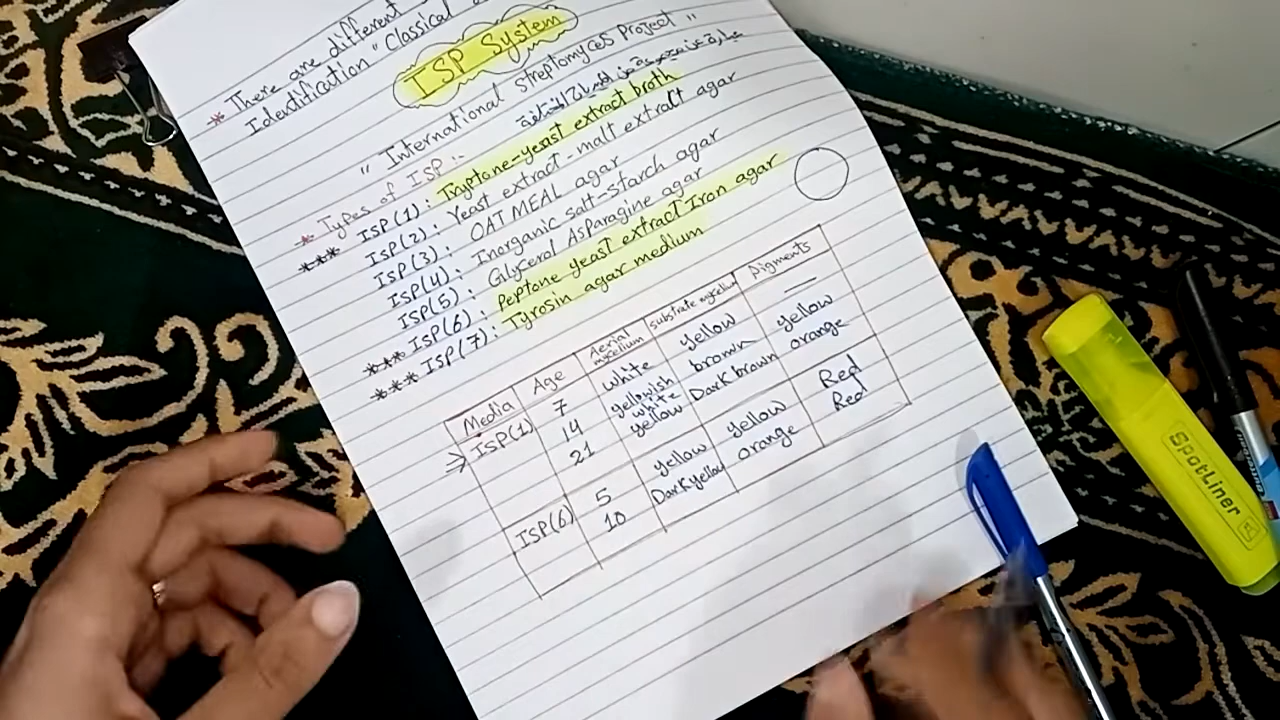 * There are different
Identification "Classical
ISP System
" International Streptomyces Project "
* Types of ISP :-
*** ISP(1): Tryptone-yeast extract broth
ISP(2): Yeast extract-malt extract agar
ISP(3): OAT MEAL agar
ISP(4): Inorganic salt-starch agar
ISP(5): Glycerol Asparagine agar
*** ISP(6): Peptone yeast extract Iron agar
*** ISP(7): Tyrosin agar medium
Media Age Aerial mycelium substrate mycelium Pigments
⇒ ISP(1) 7 white yellow —
14 yellowish white brown yellow
21 yellow Dark brown orange
ISP(6) 5 yellow yellow Red
10 Dark yellow orange Red
SpotLiner